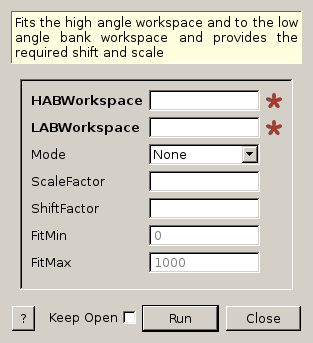 Fits the high angle workspace and to the low
angle bank workspace and provides the
required shift and scale
HABWorkspace
LABWorkspace
Mode None
ScaleFactor
ShiftFactor
FitMin 0
FitMax 1000
? Keep Open Run Close